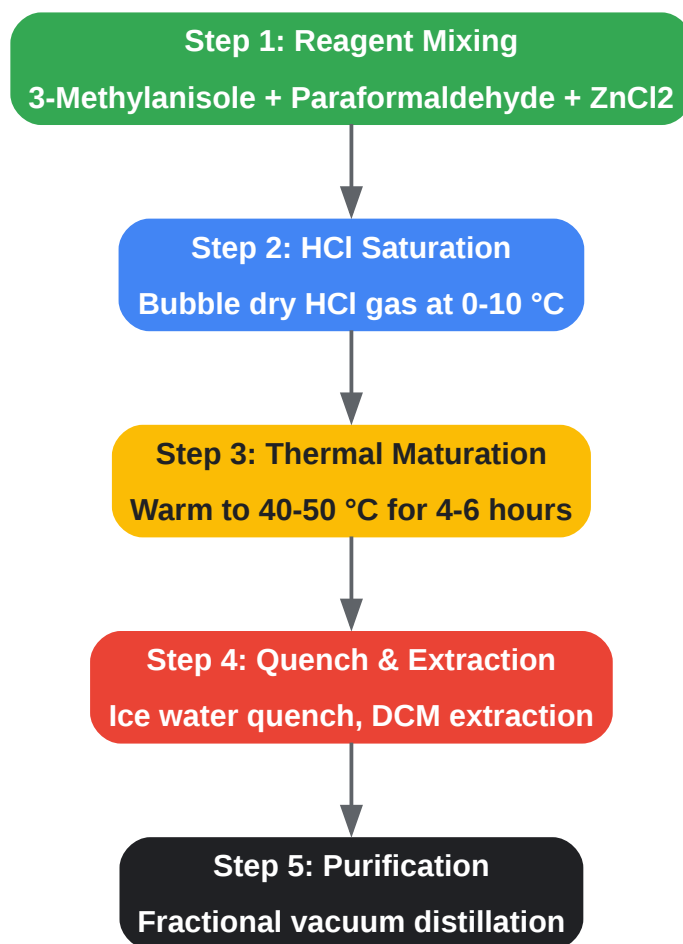 Step 1: Reagent Mixing
3-Methylanisole + Paraformaldehyde + ZnCl2
Step 2: HCl Saturation
Bubble dry HCl gas at 0-10 °C
Step 3: Thermal Maturation
Warm to 40-50 °C for 4-6 hours
Step 4: Quench & Extraction
Ice water quench, DCM extraction
Step 5: Purification
Fractional vacuum distillation